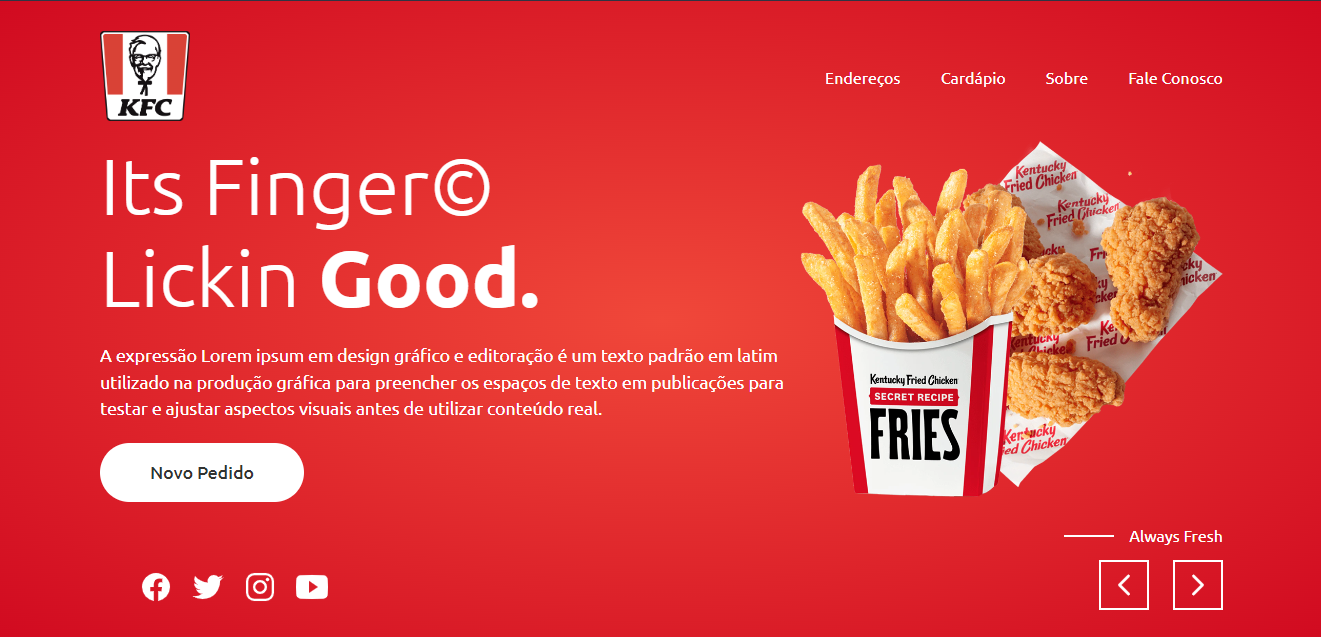 KFC
Endereços Cardápio Sobre Fale Conosco
Its Finger©
Lickin Good.
A expressão Lorem ipsum em design gráfico e editoração é um texto padrão em latim
utilizado na produção gráfica para preencher os espaços de texto em publicações para
testar e ajustar aspectos visuais antes de utilizar conteúdo real.
Novo Pedido
Kentucky
Fried Chicken
Kentucky
Fried Chicken
Kentucky Fried Chicken
SECRET RECIPE
FRIES
Kentucky
Always Fresh